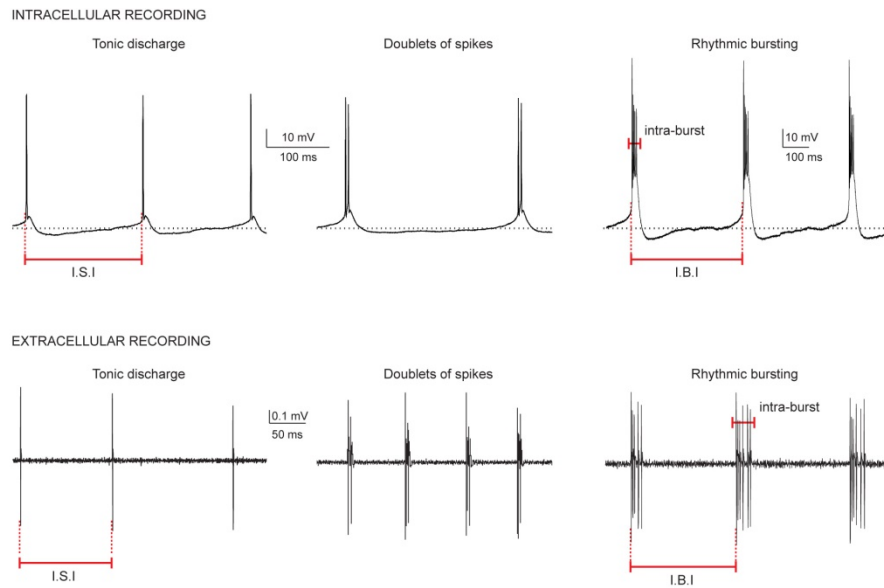 INTRACELLULAR RECORDING
Tonic discharge
Doublets of spikes
Rhythmic bursting
10 mV
100 ms
intra-burst
10 mV
100 ms
I.S.I
I.B.I
EXTRACELLULAR RECORDING
Tonic discharge
Doublets of spikes
Rhythmic bursting
0.1 mV
50 ms
intra-burst
I.S.I
I.B.I